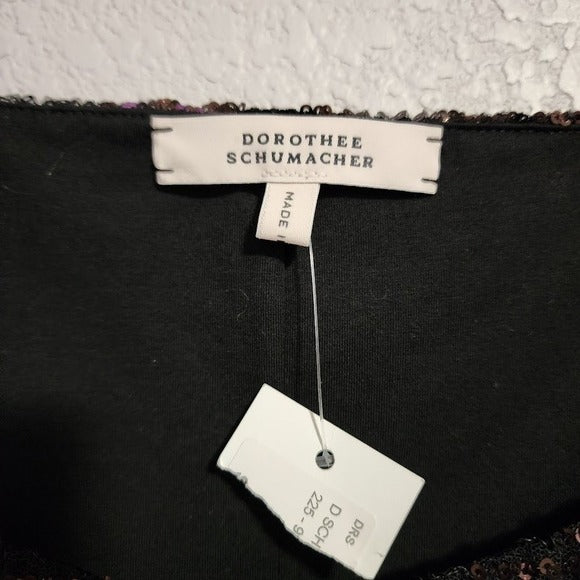 DOROTHEE
SCHUMACHER
MADE I
DRS
D SCH
225-9